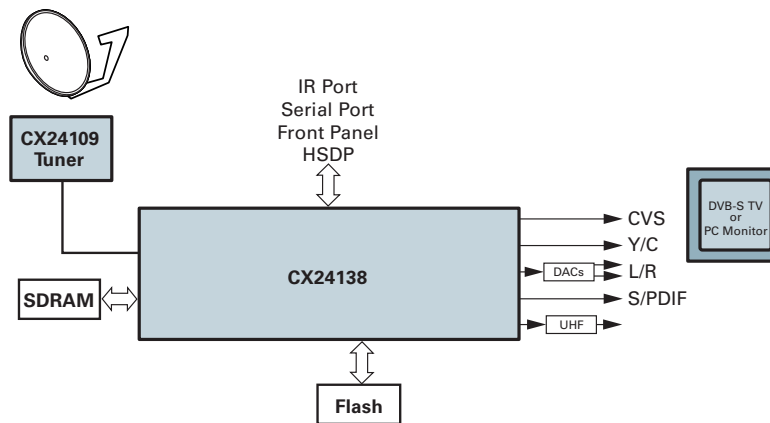 CX24109
Tuner
IR Port
Serial Port
Front Panel
HSDP
CX24138
SDRAM
Flash
CVS
Y/C
DACs
L/R
S/PDIF
UHF
DVB-S TV
or
PC Monitor